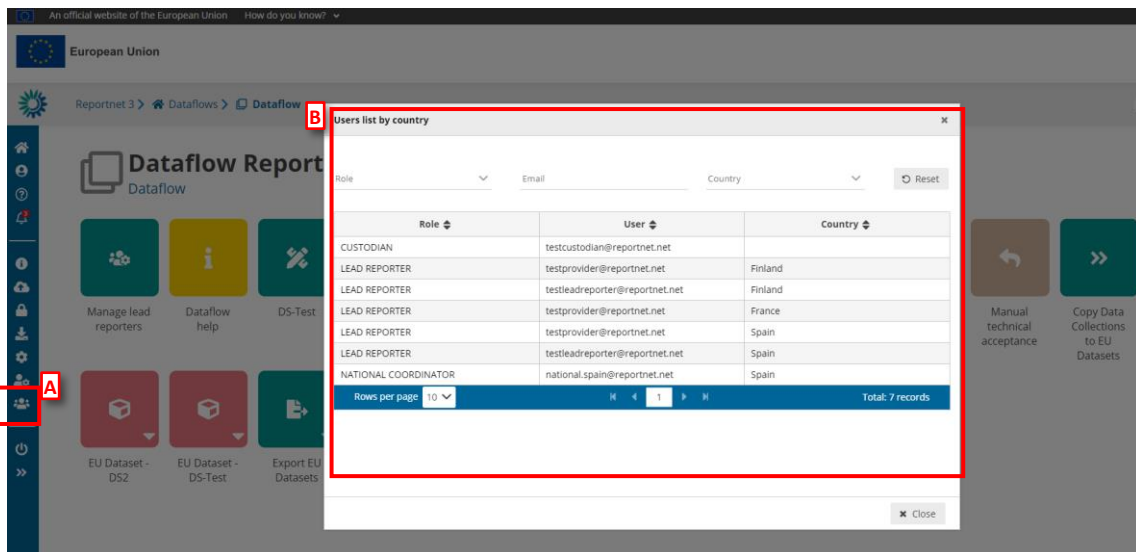 An official website of the European Union How do you know?
European Union
Reportnet 3 Dataflows Dataflow
B
Users list by country
Dataflow Report
Dataflow
Role Email Country Reset
Role User Country
CUSTODIAN testcustodian@reportnet.net
LEAD REPORTER testprovider@reportnet.net Finland
LEAD REPORTER testleadreporter@reportnet.net Finland
LEAD REPORTER testprovider@reportnet.net France
LEAD REPORTER testprovider@reportnet.net Spain
LEAD REPORTER testleadreporter@reportnet.net Spain
NATIONAL COORDINATOR national.spain@reportnet.net Spain
Rows per page 10 1 Total: 7 records
Manage lead
reporters
Dataflow
help
DS-Test
Manual
technical
acceptance
Copy Data
Collections
to EU
Datasets
A
EU Dataset -
DS2
EU Dataset -
DS-Test
Export EU
Datasets
Close